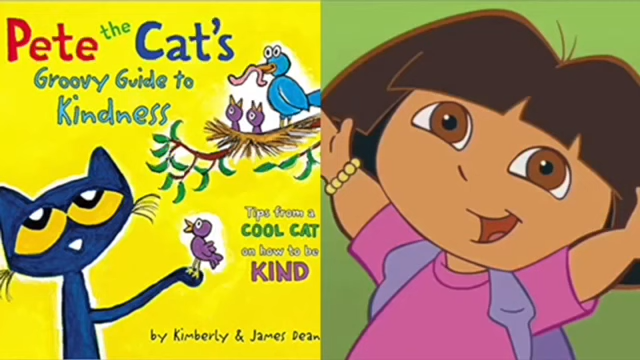 Pete the Cat's
Groovy Guide to
Kindness
Tips from a
COOL CAT
on how to be
KIND
by Kimberly & James Dean